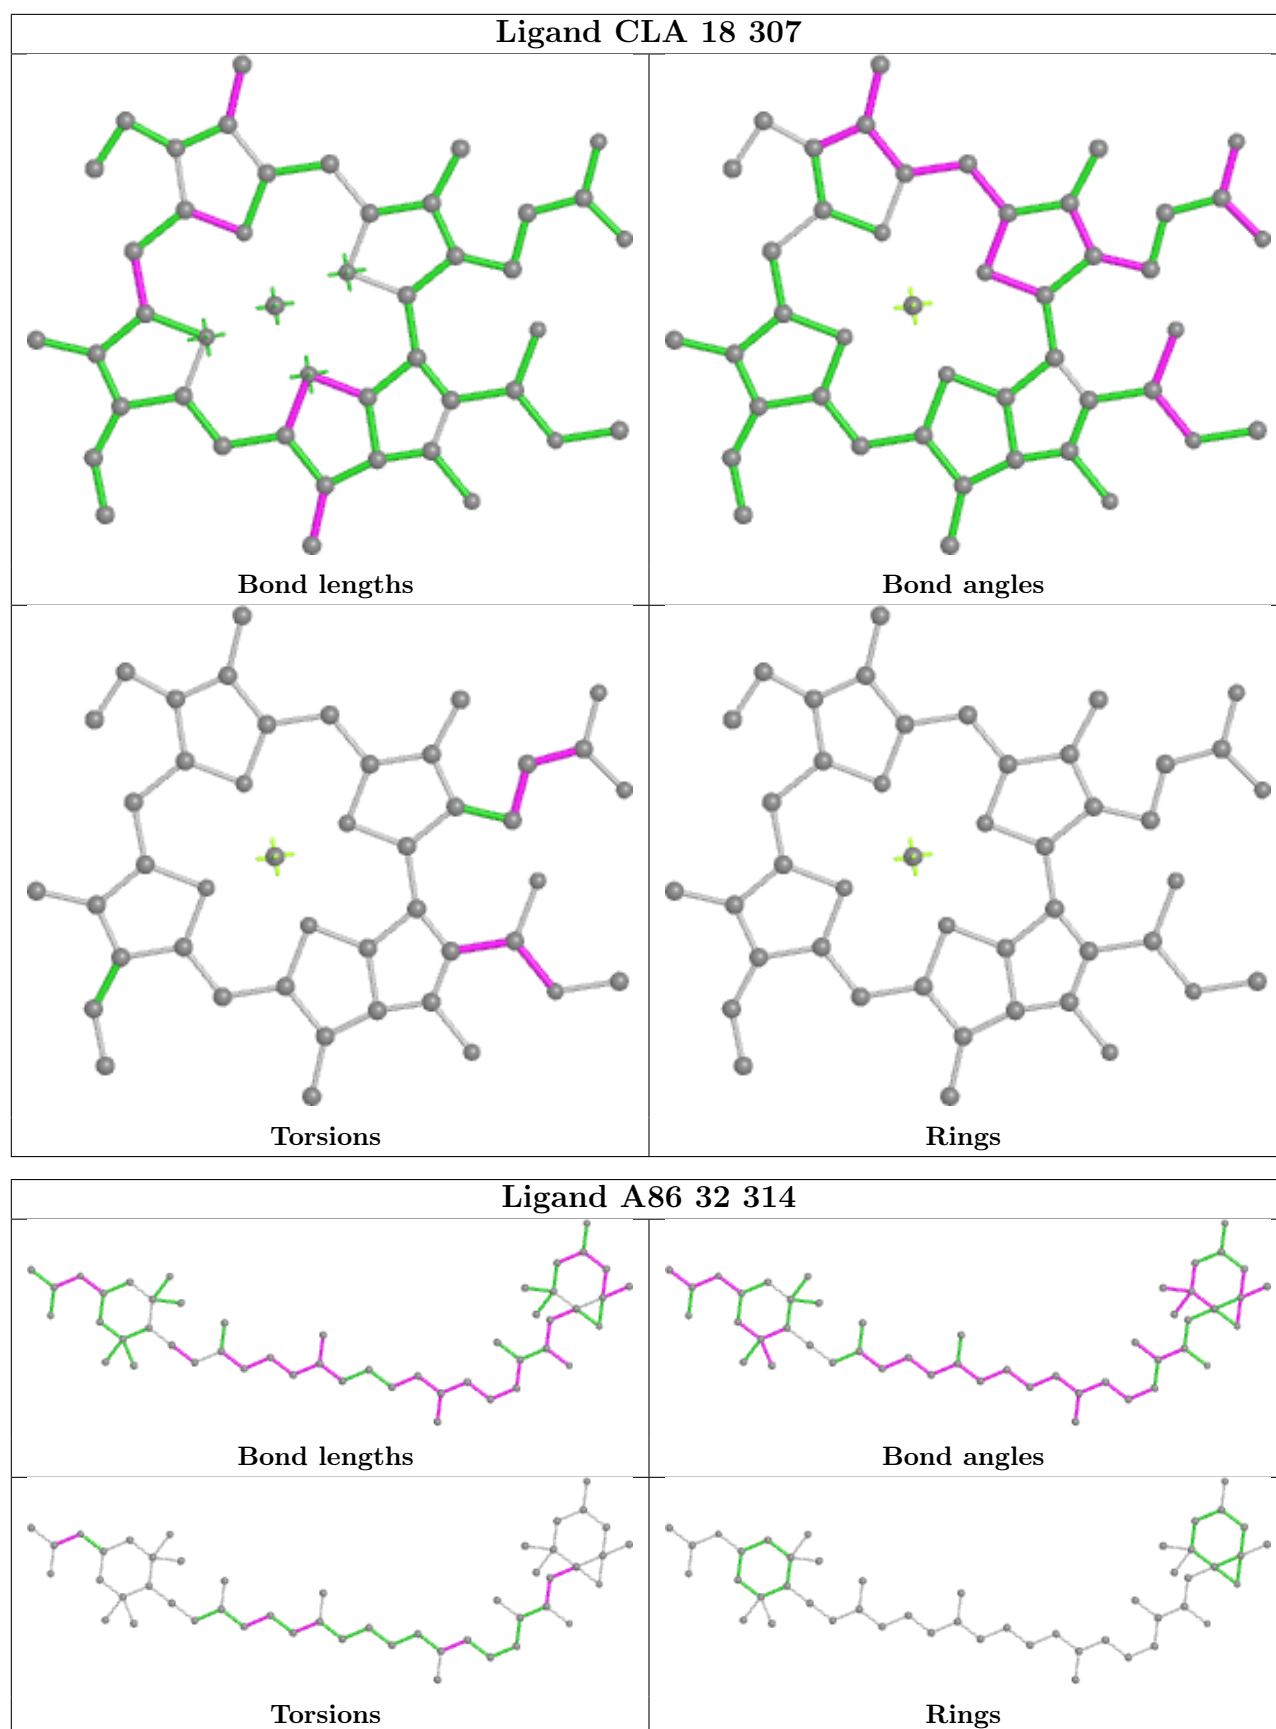 Ligand CLA 18 307
Bond lengths
Bond angles
Torsions
Rings
Ligand A86 32 314
Bond lengths
Bond angles
Torsions
Rings